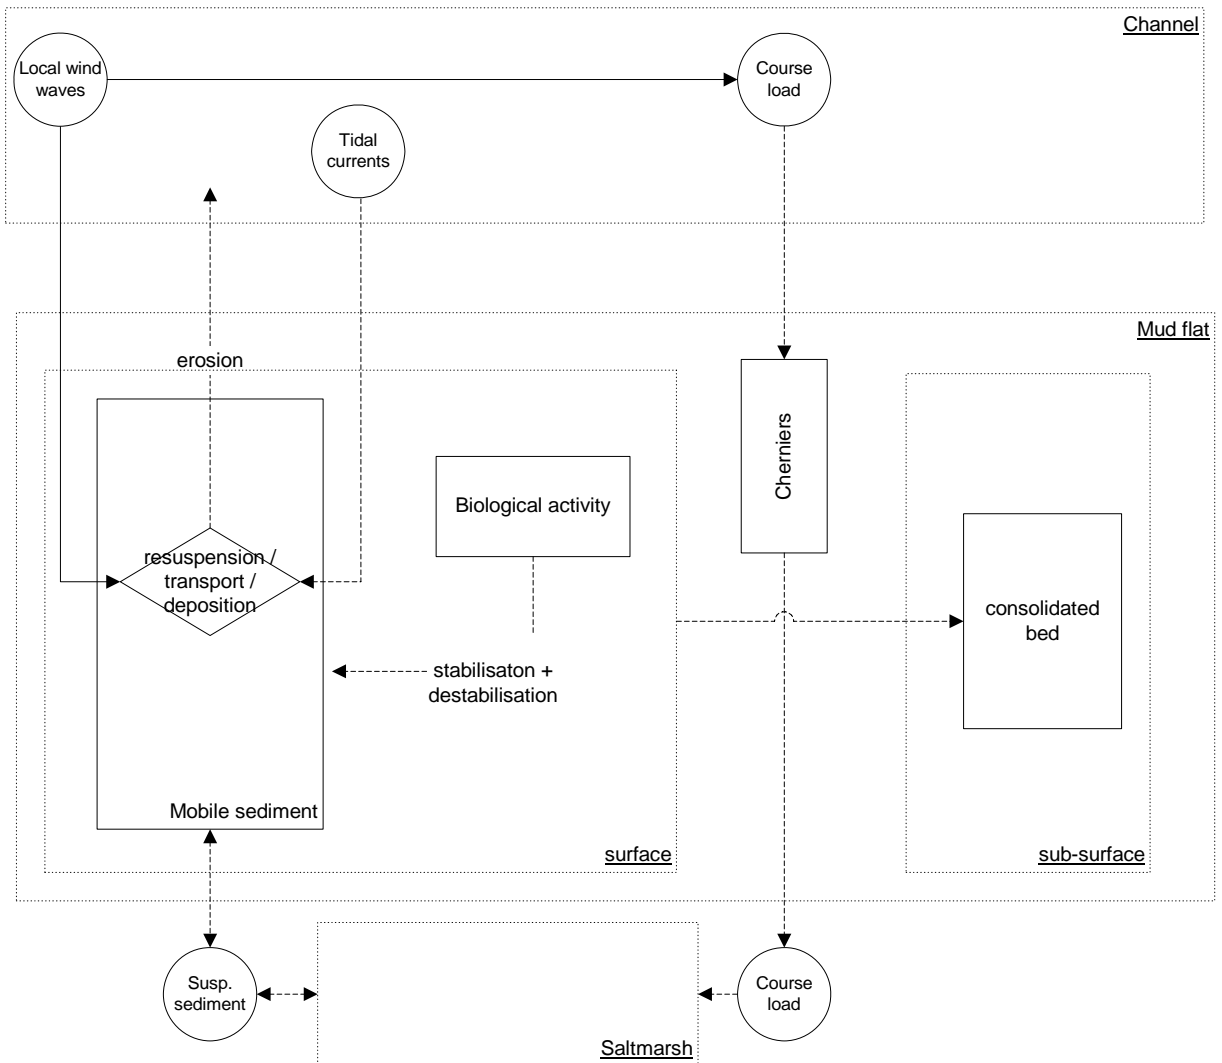 Channel
Local wind
waves
Course
load
Tidal
currents
Mud flat
erosion
Cherniers
Biological activity
resuspension /
transport /
deposition
consolidated
bed
stabilisaton +
destabilisation
Mobile sediment
surface
sub-surface
Susp.
sediment
Course
load
Saltmarsh